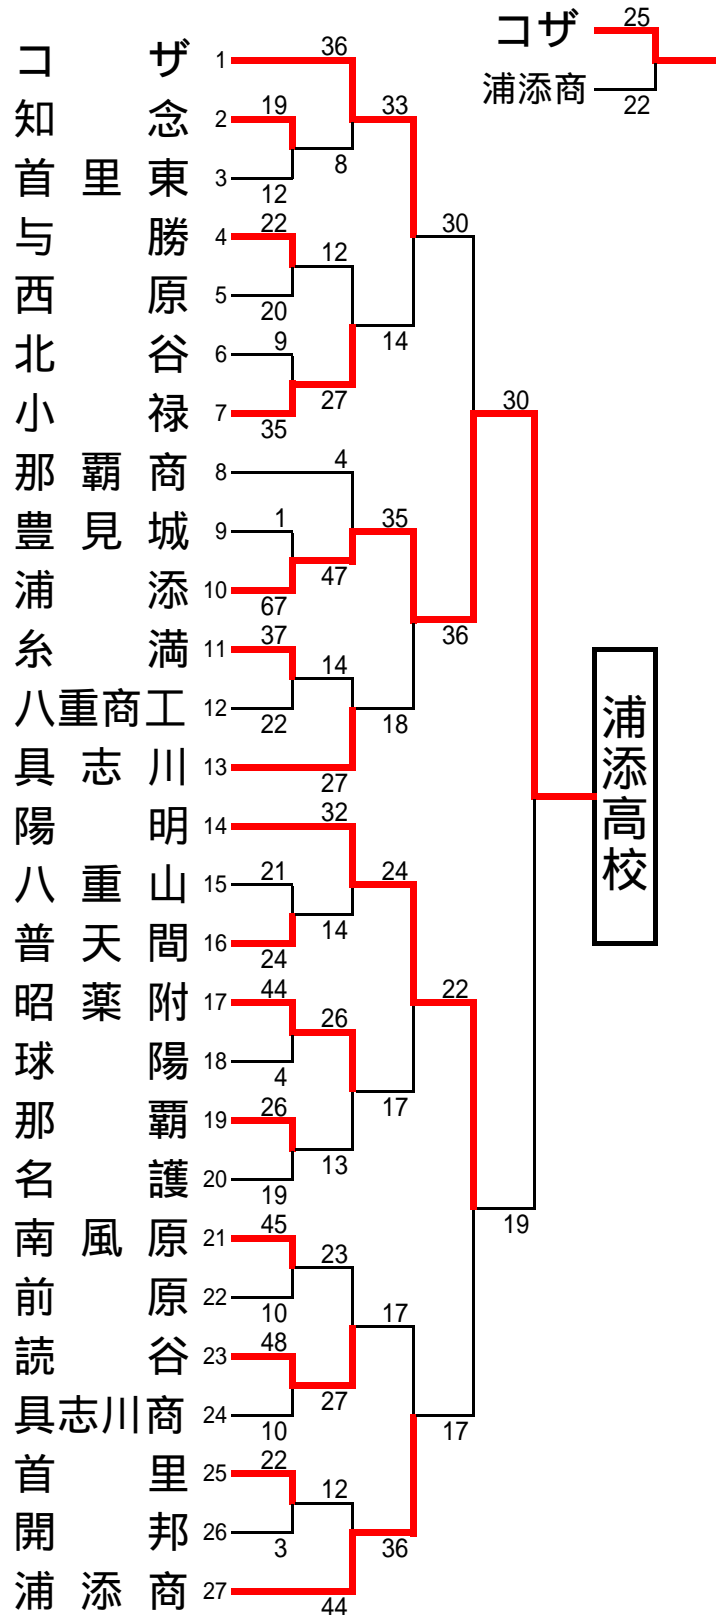 コザ 25
浦添商 22
コザ 1 36
33
知念 2 19
8
首里東 3 12
与勝 4 22
12
30
西原 5 20
14
北谷 6 9
27
小禄 7 35
30
那覇商 8 4
豊見城 9 1
35
47
浦添 10 67
36
糸満 11 37
14
八重商工 12 22
18
具志川 13 27
陽明 14 32
八重山 15 21
24
14
普天間 16 24
昭薬附 17 44
26
22
球陽 18 4
17
那覇 19 26
13
名護 20 19
19
南風原 21 45
23
前原 22 10
17
読谷 23 48
27
具志川商 24 10
17
首里 25 22
12
開邦 26 3
36
浦添商 27 44
浦添高校